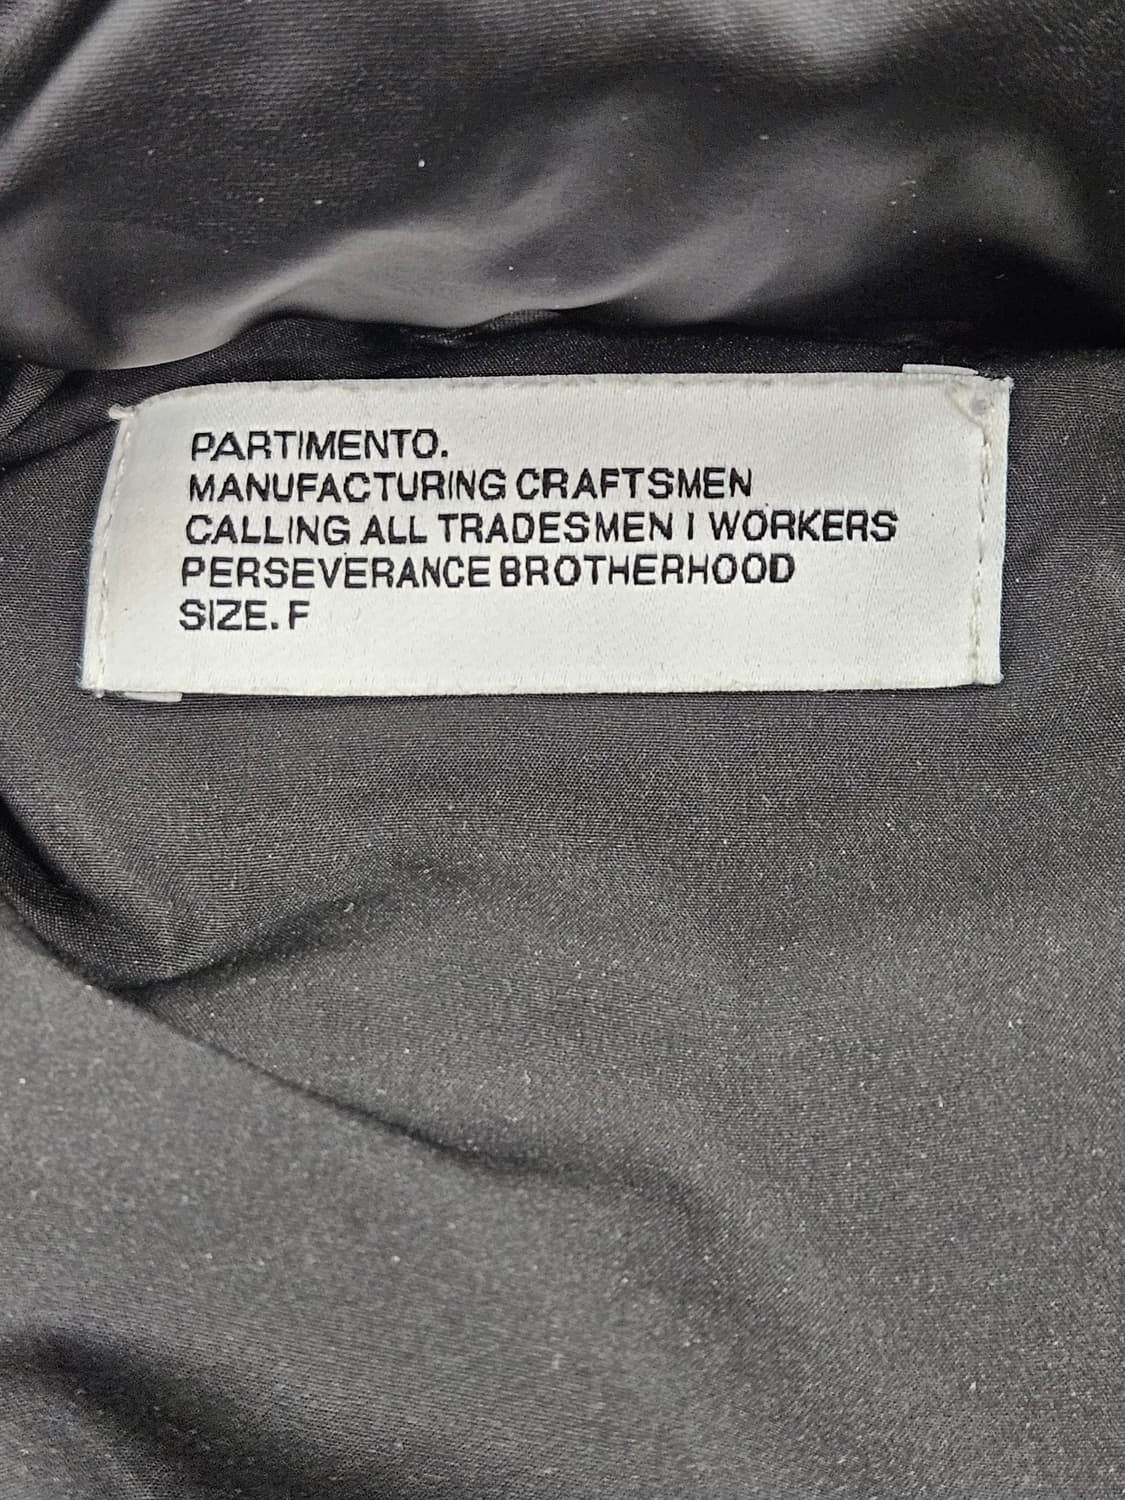 PARTIMENTO.
MANUFACTURING CRAFTSMEN
CALLING ALL TRADESMEN I WORKERS
PERSEVERANCE BROTHERHOOD
SIZE. F